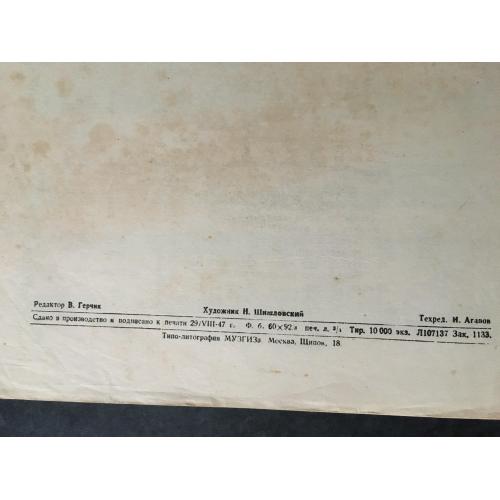 Редактор В. Герчик Художник Н. Шишловский Техред. И. Агапов
Сдано в производство и подписано к печати 29/VIII-47 г. Ф. б. 60×92 печ. л. Тир. 10 000 экз. Л107137 Зак. 1133.
Типо-литография МУЗГИЗа Москва, Щипок, 18